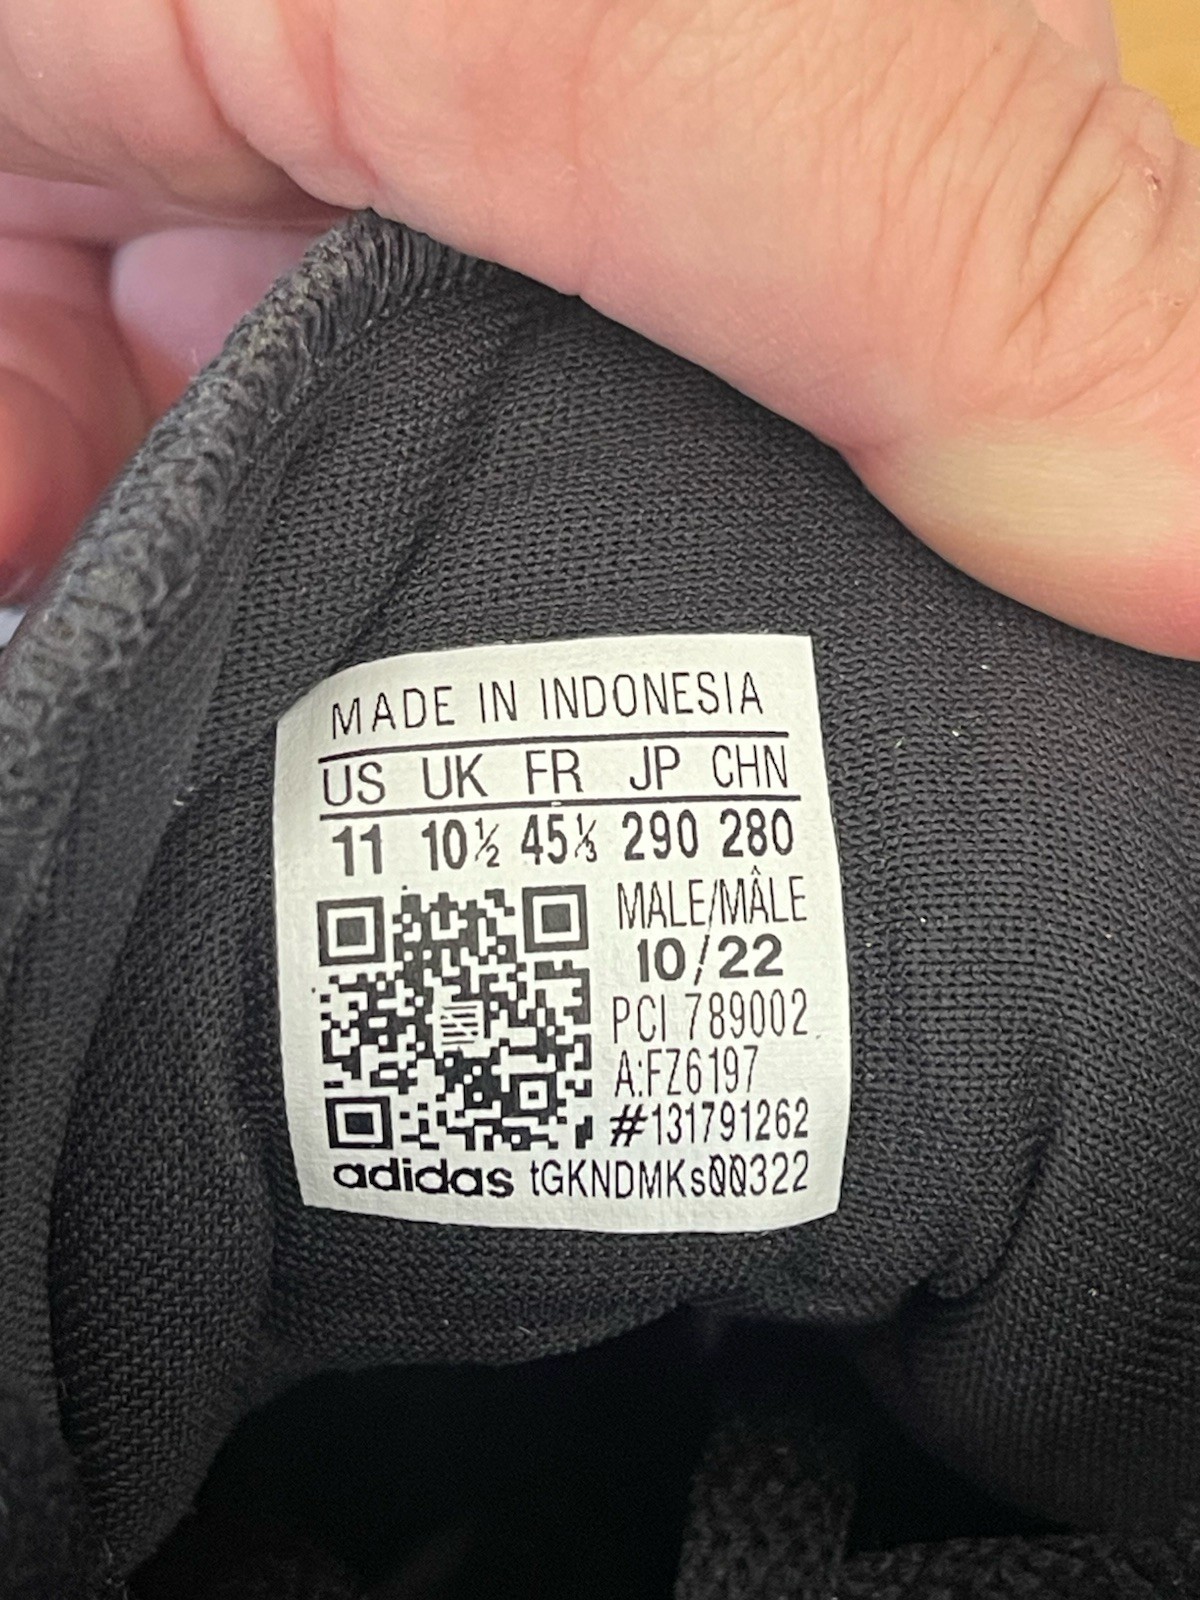 MADE IN INDONESIA
US UK FR JP CHN
11 10½ 45⅓ 290 280
MALE/MÂLE
10/22
PCI 789002
A:FZ6197
#131791262
adidas tGKNDMKs00322